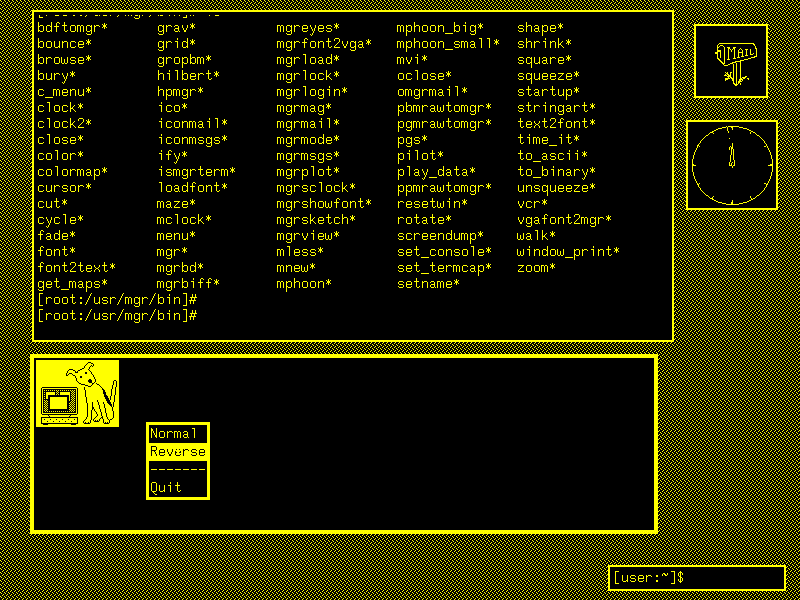 bdftomgr* grav* mgreyes* mphoon_big* shape*
bounce* grid* mgrfont2vga* mphoon_small* shrink*
browse* gropbm* mgrload* mvi* square*
bury* hilbert* mgrlock* oclose* squeeze*
c_menu* hpmgr* mgrlogin* omgrmail* startup*
clock* ico* mgrmag* pbmrawtomgr* stringart*
clock2* iconmail* mgrmail* pgmrawtomgr* text2font*
close* iconmsgs* mgrmode* pgs* time_it*
color* ify* mgrmsgs* pilot* to_ascii*
colormap* ismgrterm* mgrplot* play_data* to_binary*
cursor* loadfont* mgrsclock* ppmrawtomgr* unsqueeze*
cut* maze* mgrshowfont* resetwin* vcr*
cycle* mclock* mgrsketch* rotate* vgafont2mgr*
fade* menu* mgrview* screendump* walk*
font* mgr* mless* set_console* window_print*
font2text* mgrbd* mnew* set_termcap* zoom*
get_maps* mgrbiff* mphoon* setname*
[root:/usr/mgr/bin]#
[root:/usr/mgr/bin]#
MAIL
Normal
Reverse
-------
Quit
[user:~]$